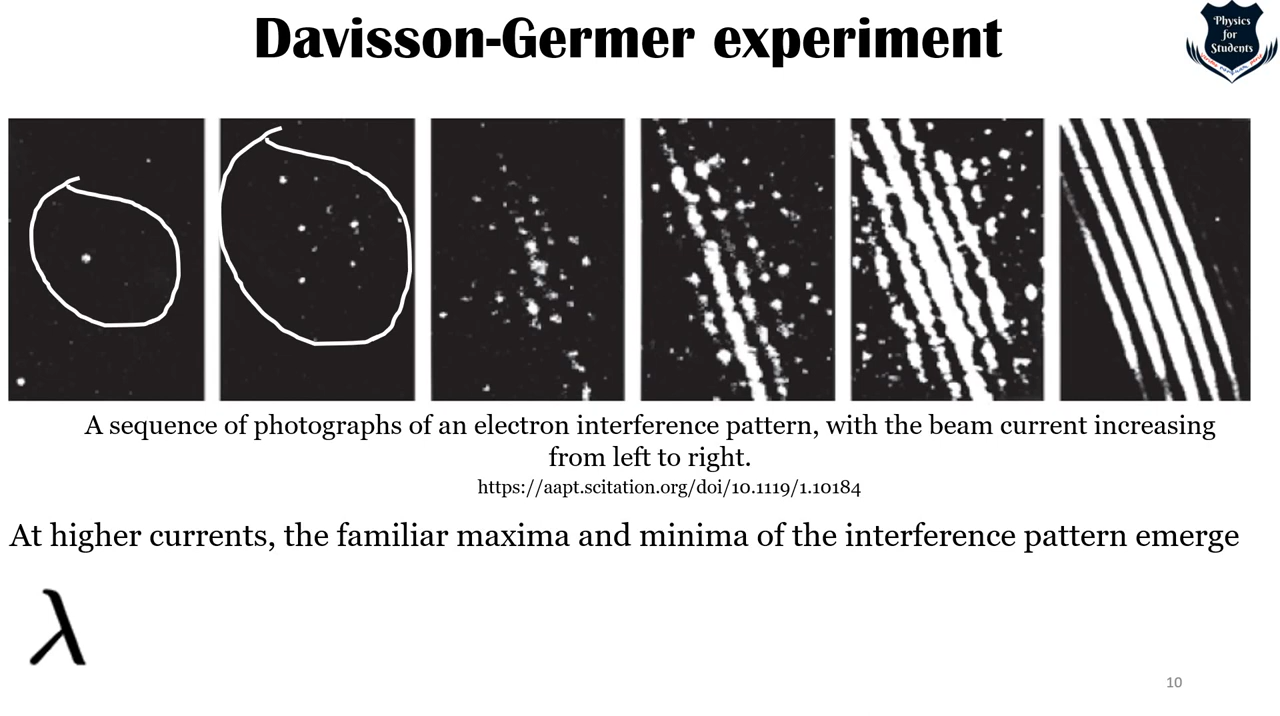 Davisson-Germer experiment
Physics
for
Students
A sequence of photographs of an electron interference pattern, with the beam current increasing
from left to right.
https://aapt.scitation.org/doi/10.1119/1.10184
At higher currents, the familiar maxima and minima of the interference pattern emerge
λ
10